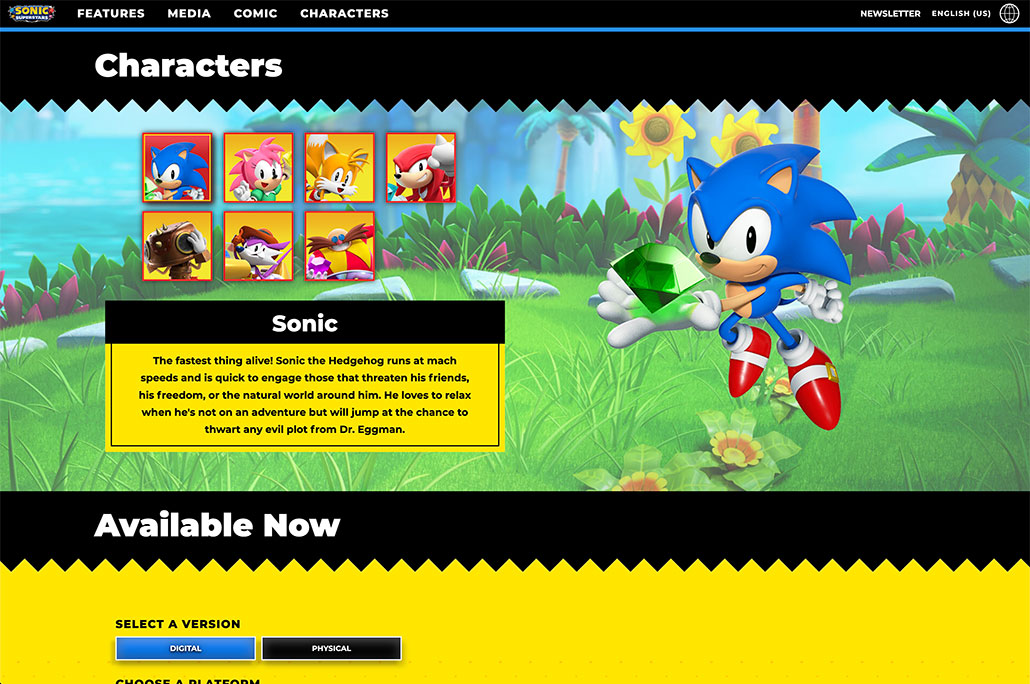 SONIC
SUPERSTARS
FEATURES MEDIA COMIC CHARACTERS
NEWSLETTER ENGLISH (US)
Characters
Sonic
The fastest thing alive! Sonic the Hedgehog runs at mach
speeds and is quick to engage those that threaten his friends,
his freedom, or the natural world around him. He loves to relax
when he's not on an adventure but will jump at the chance to
thwart any evil plot from Dr. Eggman.
Available Now
SELECT A VERSION
DIGITAL PHYSICAL
CHOOSE A PLATFORM